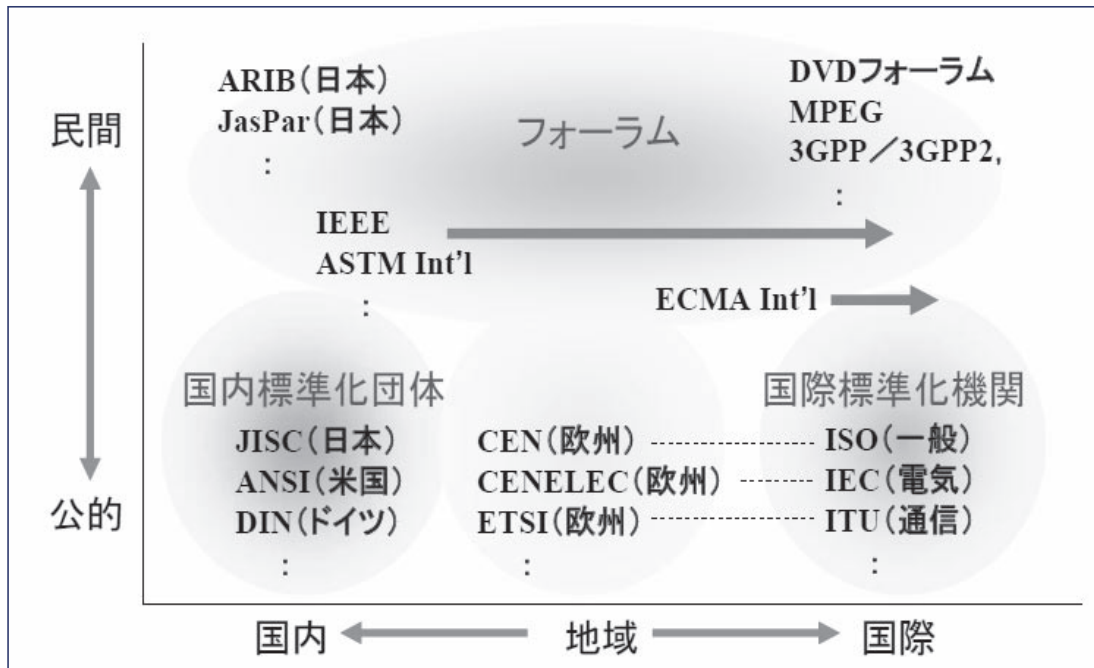 民間
公的
ARIB（日本）
JasPar（日本）
：
フォーラム
DVDフォーラム
MPEG
3GPP／3GPP2，
：
IEEE
ASTM Int’l
：
ECMA Int’l
国内標準化団体
JISC（日本）
ANSI（米国）
DIN（ドイツ）
：
CEN（欧州）
CENELEC（欧州）
ETSI（欧州）
：
国際標準化機関
ISO（一般）
IEC（電気）
ITU（通信）
：
国内
地域
国際